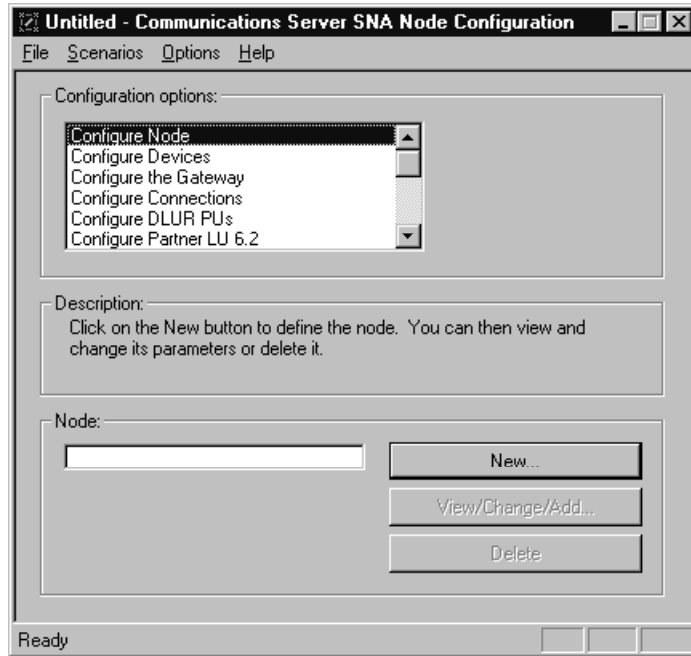 Untitled - Communications Server SNA Node Configuration
File Scenarios Options Help
Configuration options:
Configure Node
Configure Devices
Configure the Gateway
Configure Connections
Configure DLUR PUs
Configure Partner LU 6.2
Description:
Click on the New button to define the node. You can then view and
change its parameters or delete it.
Node:
New...
View/Change/Add...
Delete
Ready